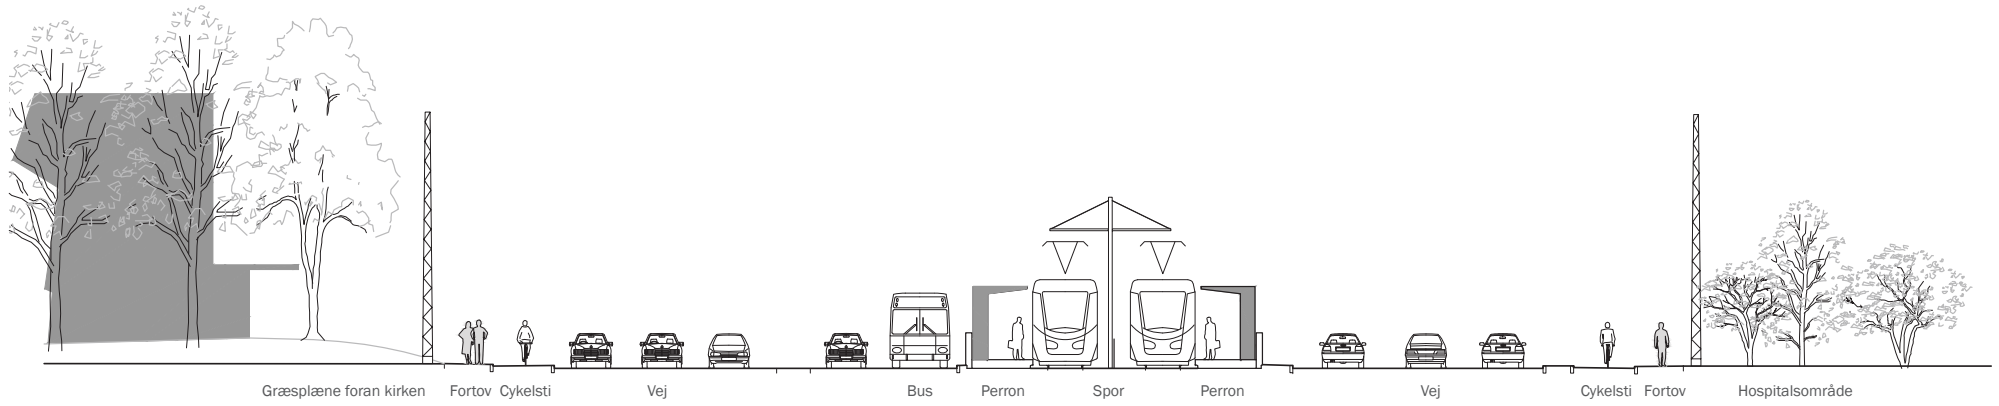 Græsplæne foran kirken Fortov Cykelsti Vej Bus Perron Spor Perron Vej Cykelsti Fortov Hospitalsområde